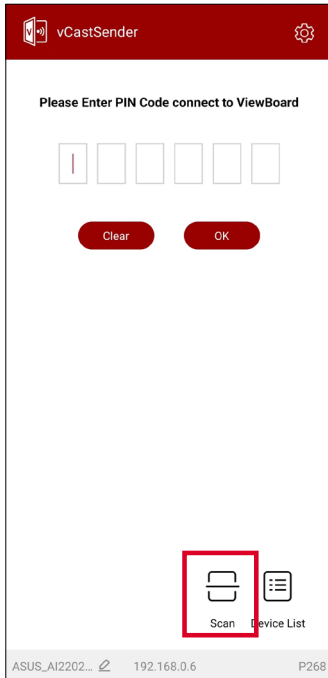 vCastSender
Please Enter PIN Code connect to ViewBoard
Clear OK
Scan Device List
ASUS_AI2202... 192.168.0.6 P268